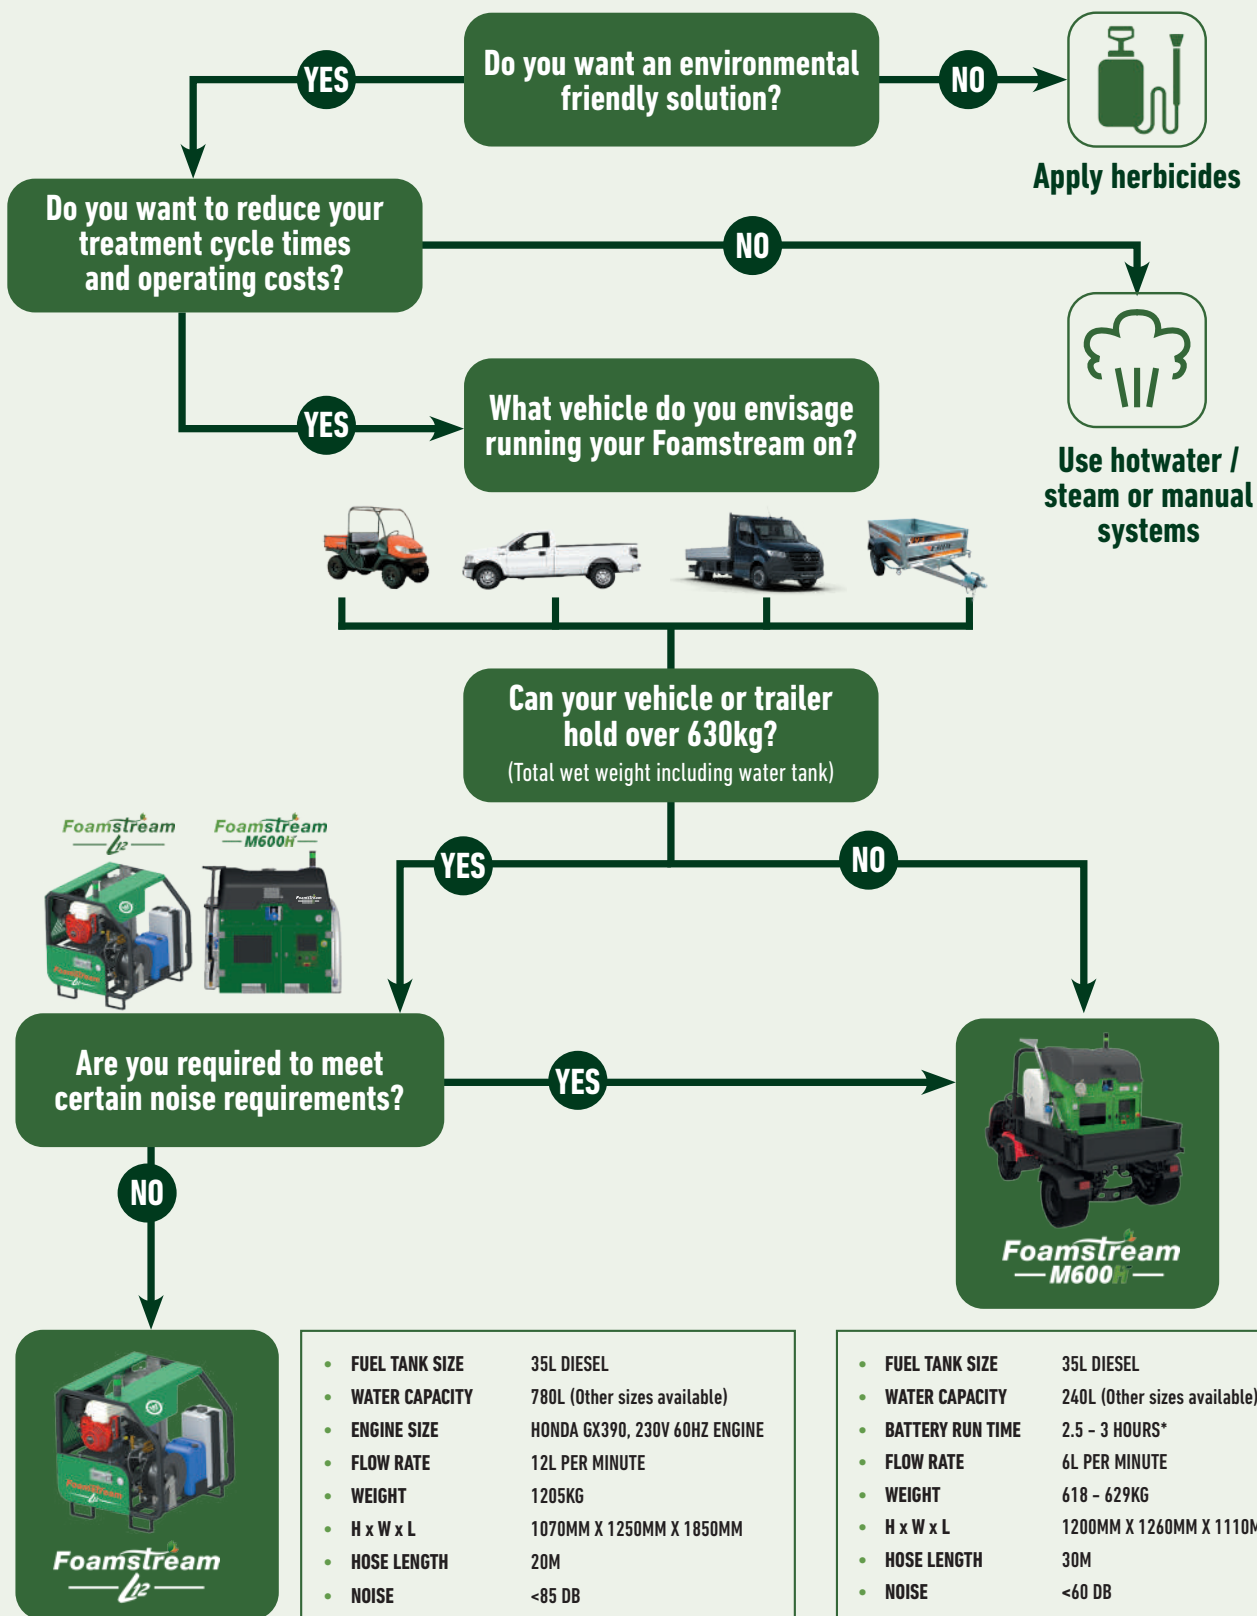 Do you want an environmental
friendly solution?
YES
NO
Apply herbicides
Do you want to reduce your
treatment cycle times
and operating costs?
NO
Use hotwater /
steam or manual
systems
YES
What vehicle do you envisage
running your Foamstream on?
Can your vehicle or trailer
hold over 630kg?
(Total wet weight including water tank)
YES
NO
Foamstream
L12
Foamstream
M600H
Are you required to meet
certain noise requirements?
YES
NO
Foamstream
M600H
Foamstream
L12
• FUEL TANK SIZE 35L DIESEL
• WATER CAPACITY 780L (Other sizes available)
• ENGINE SIZE HONDA GX390, 230V 60HZ ENGINE
• FLOW RATE 12L PER MINUTE
• WEIGHT 1205KG
• H x W x L 1070MM X 1250MM X 1850MM
• HOSE LENGTH 20M
• NOISE <85 DB
• FUEL TANK SIZE 35L DIESEL
• WATER CAPACITY 240L (Other sizes available)
• BATTERY RUN TIME 2.5 - 3 HOURS*
• FLOW RATE 6L PER MINUTE
• WEIGHT 618 - 629KG
• H x W x L 1200MM X 1260MM X 1110M
• HOSE LENGTH 30M
• NOISE <60 DB